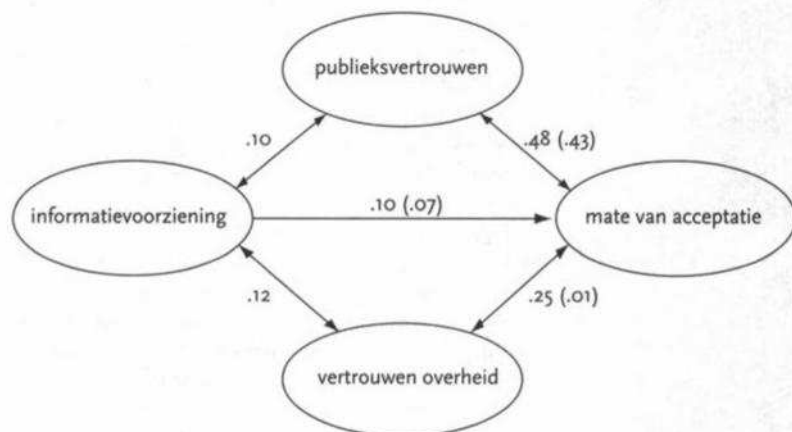 publieksvertrouwen
.10
.48 (.43)
informatievoorziening
.10 (.07)
mate van acceptatie
.12
.25 (.01)
vertrouwen overheid